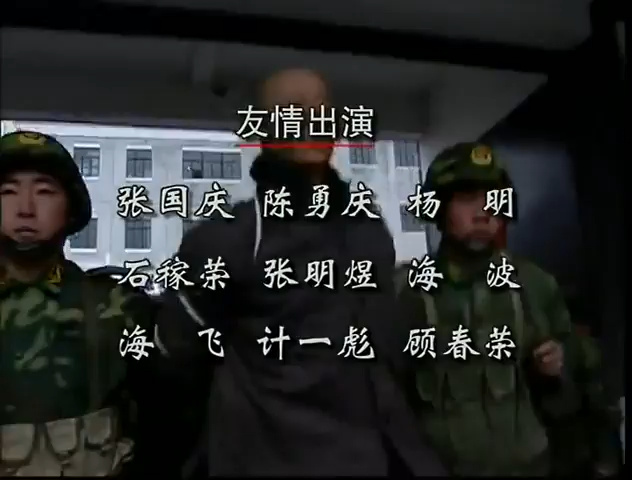 友情出演
张国庆 陈勇庆 杨 明
石稼荣 张明煜 海 波
海 飞 计一彪 顾春荣